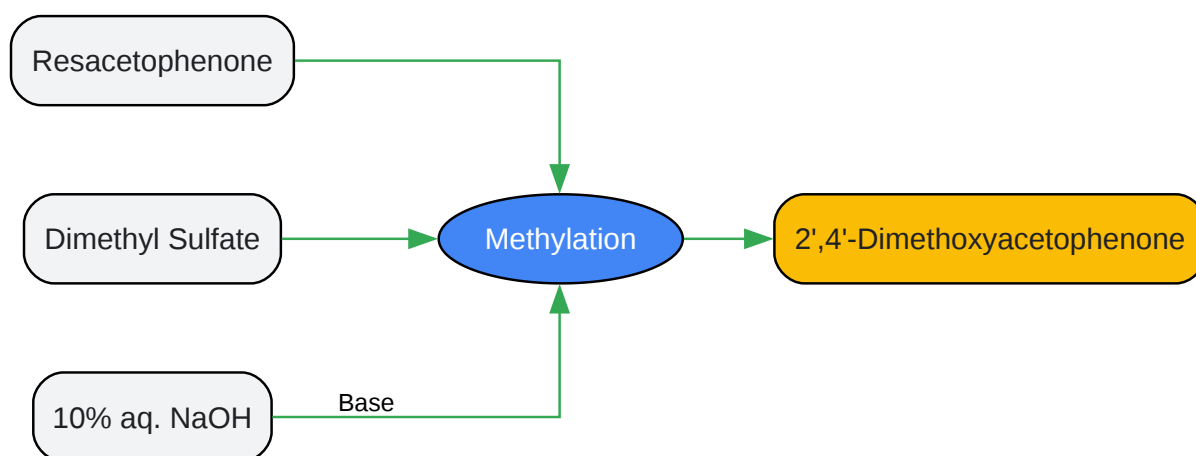 Resacetophenone
Dimethyl Sulfate
Methylation
2',4'-Dimethoxyacetophenone
Base
10% aq. NaOH